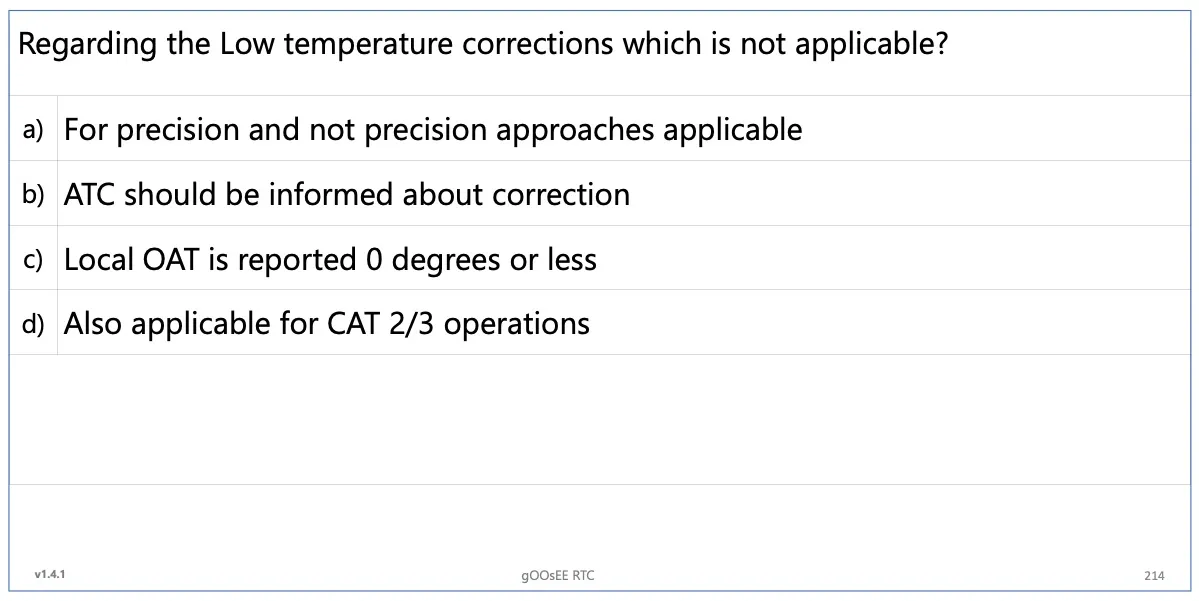 Regarding the Low temperature corrections which is not applicable?
a) For precision and not precision approaches applicable
b) ATC should be informed about correction
c) Local OAT is reported 0 degrees or less
d) Also applicable for CAT 2/3 operations
v1.4.1 gOOsEE RTC 214